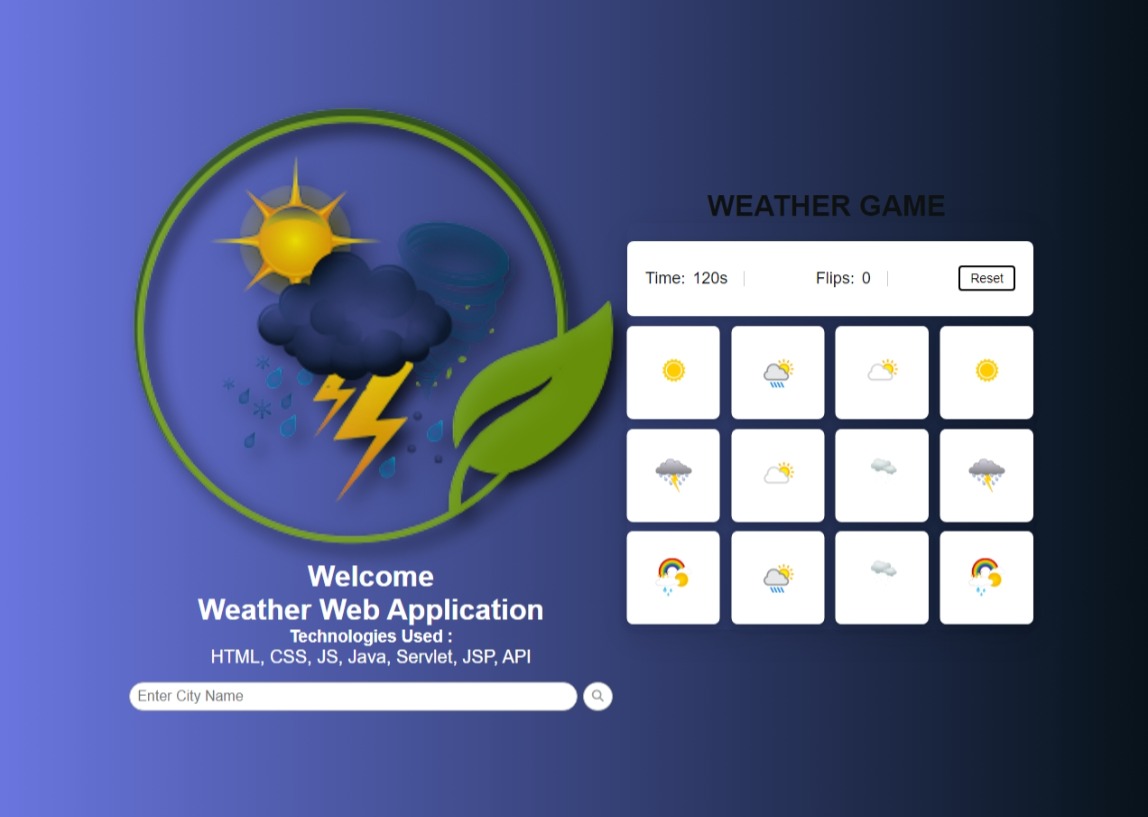 Welcome
Weather Web Application
Technologies Used :
HTML, CSS, JS, Java, Servlet, JSP, API
Enter City Name
WEATHER GAME
Time: 120s Flips: 0 Reset